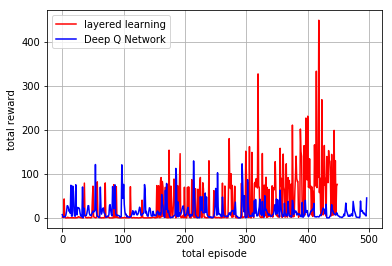 layered learning
Deep Q Network
400
300
200
100
0
total reward
0 100 200 300 400 500
total episode